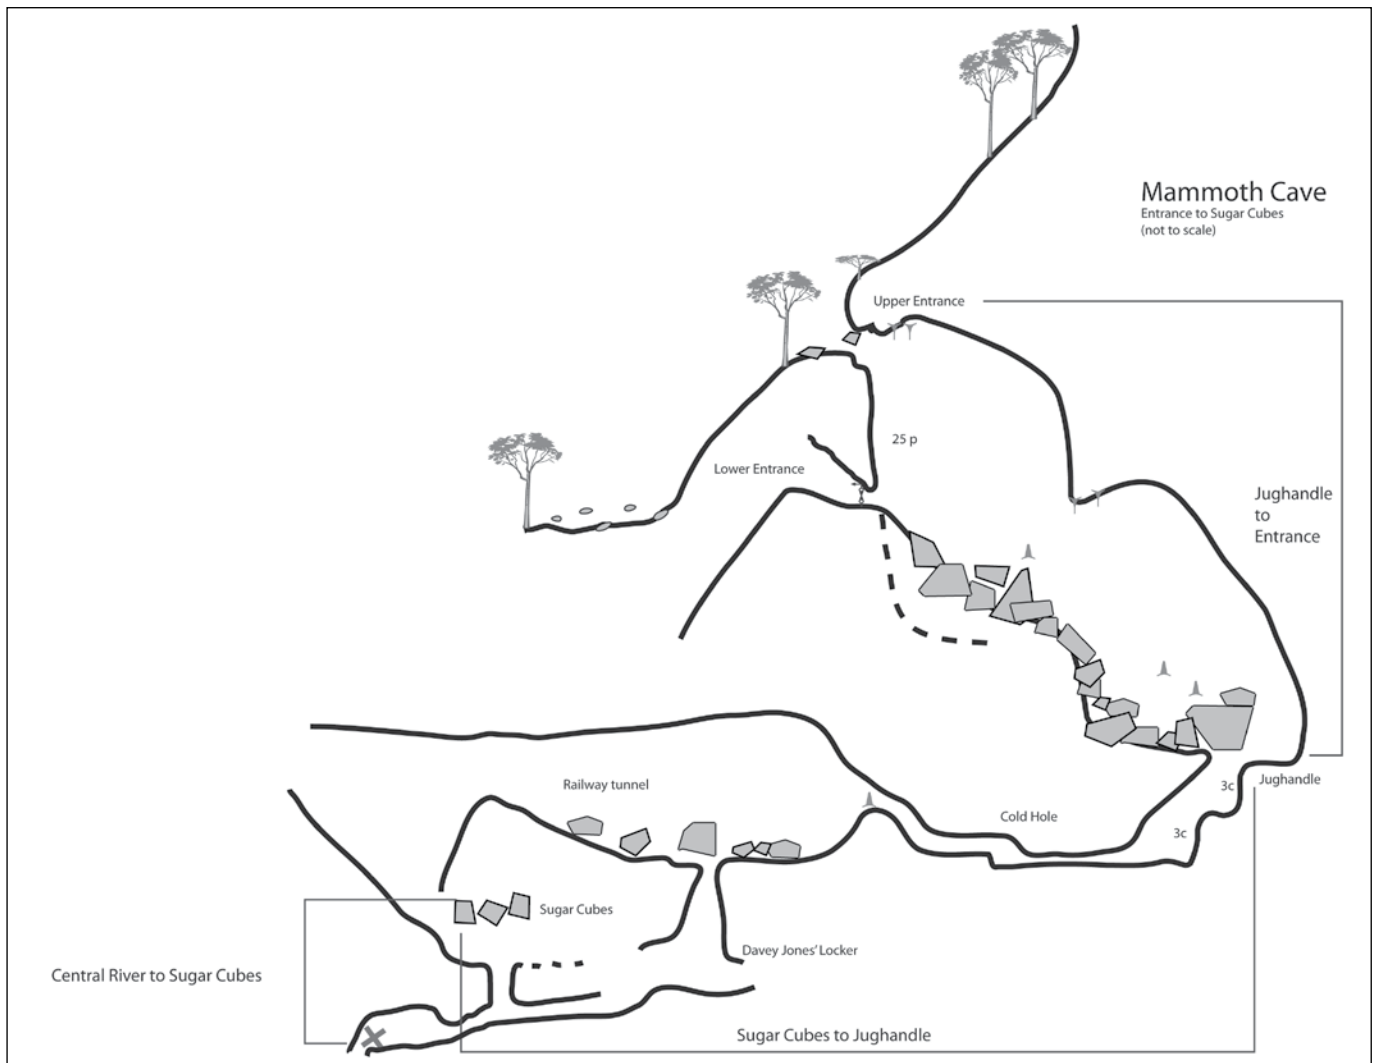 Mammoth Cave
Entrance to Sugar Cubes
(not to scale)
Upper Entrance
25 p
Lower Entrance
Jughandle
to
Entrance
Railway tunnel
3c
Jughandle
Cold Hole
3c
Sugar Cubes
Davey Jones' Locker
Central River to Sugar Cubes
Sugar Cubes to Jughandle